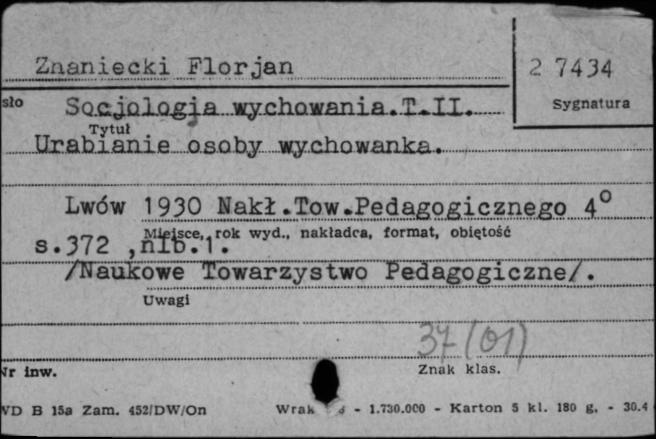 Znaniecki Florjan
2 7434
Sygnatura
sło
Socjologja wychowania.T.II.
Tytuł
Urabianie osoby wychowanka.
Lwów 1930 Nakł.Tow.Pedagogicznego 4°
Miejsce, rok wyd., nakładca, format, objętość
s.372 ,nlb.1.
/Naukowe Towarzystwo Pedagogiczne/.
Uwagi
37 (01)
Nr inw.
Znak klas.
WD B 15a Zam. 452/DW/On
Wrak - 1.730.000 - Karton 5 kl. 180 g. - 30.4